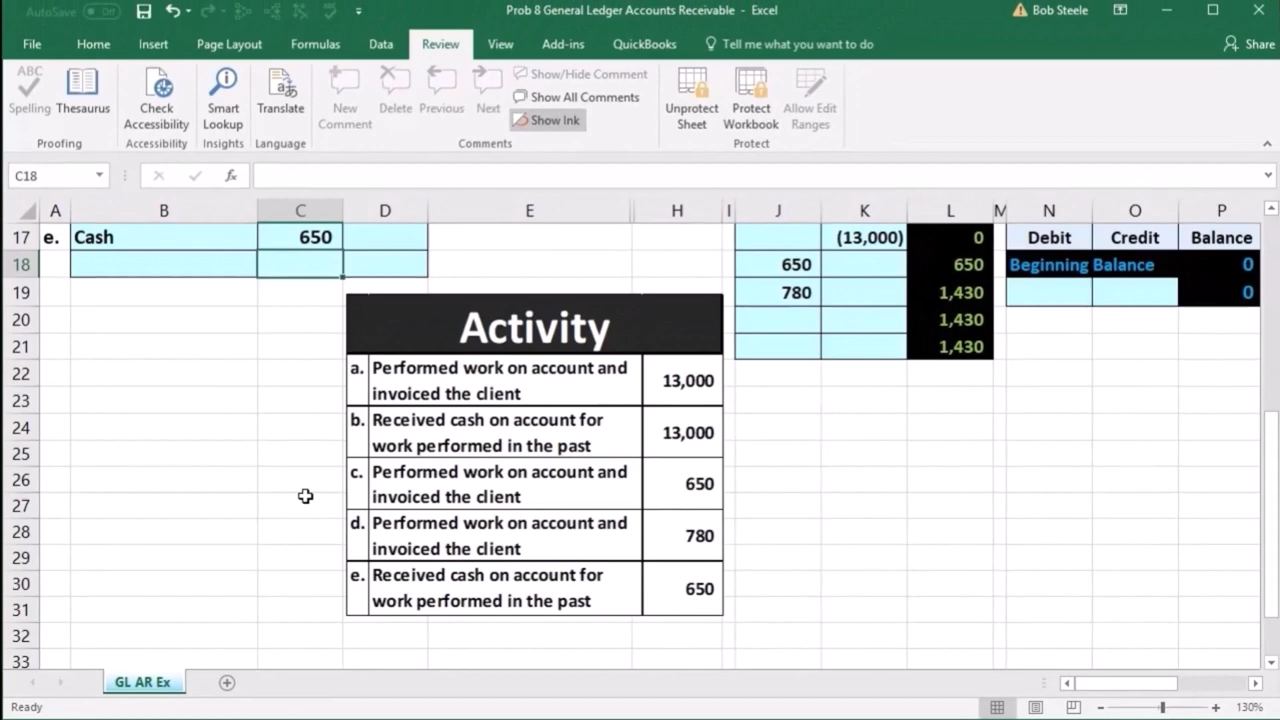 AutoSave Off
Prob 8 General Ledger Accounts Receivable - Excel
Bob Steele
File Home Insert Page Layout Formulas Data Review View Add-ins QuickBooks Tell me what you want to do Share
ABC
Show/Hide Comment
Show All Comments
Show Ink
Spelling Thesaurus Check Accessibility Smart Lookup Translate New Comment Delete Previous Next Unprotect Sheet Protect Workbook Allow Edit Ranges
Proofing Accessibility Insights Language Comments Protect
C18 fx
A B C D E H I J K L M N O P
17 e. Cash 650 (13,000) 0 Debit Credit Balance
18 650 650 Beginning Balance 0
19 780 1,430 0
20 1,430
21 1,430
22
23
24
25
26
27
28
29
30
31
32
33
Activity
a. Performed work on account and
invoiced the client 13,000
b. Received cash on account for
work performed in the past 13,000
c. Performed work on account and
invoiced the client 650
d. Performed work on account and
invoiced the client 780
e. Received cash on account for
work performed in the past 650
GL AR Ex
Ready 130%